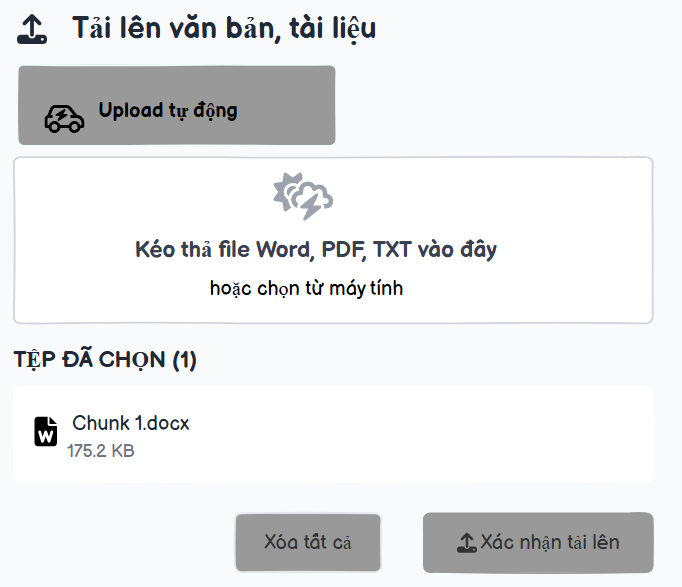 Tải lên văn bản, tài liệu
Upload tự động
Kéo thả file Word, PDF, TXT vào đây
hoặc chọn từ máy tính
TỆP ĐÃ CHỌN (1)
Chunk 1.docx
175.2 KB
Xóa tất cả
Xác nhận tải lên